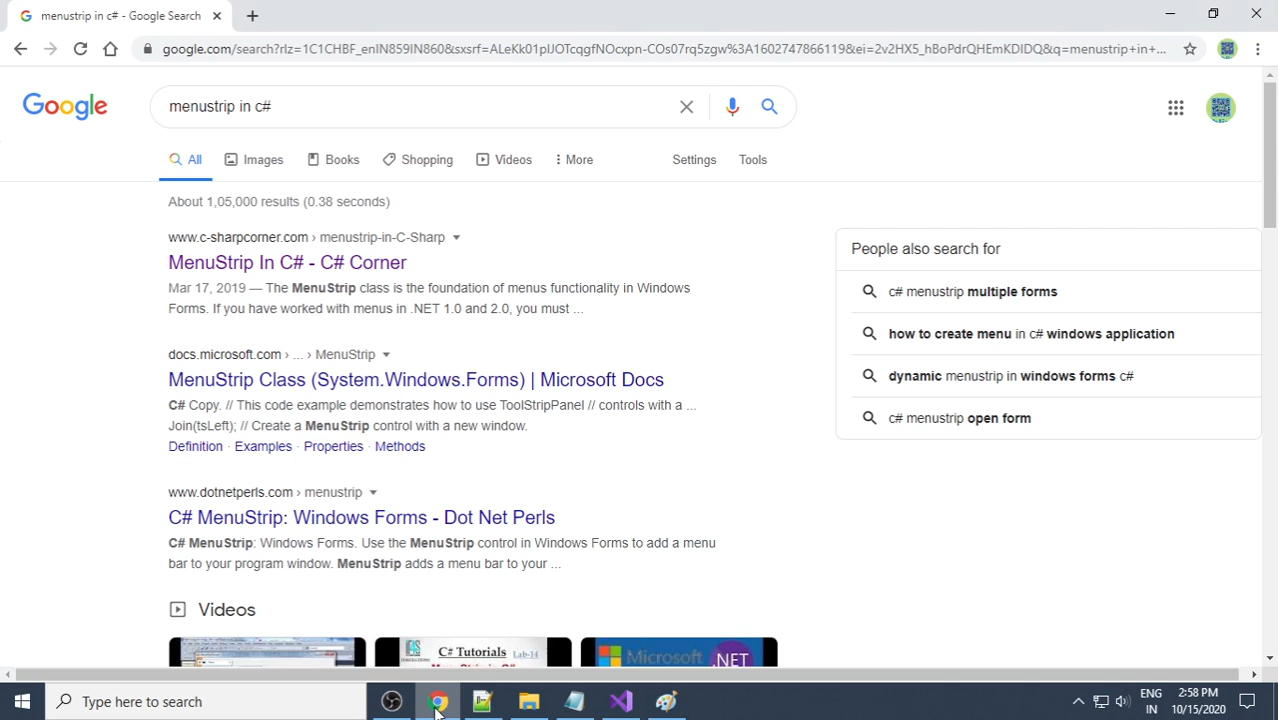 menustrip in c# - Google Search
google.com/search?rlz=1C1CHBF_enIN859IN860&sxsrf=ALeKk01pIJOTcqgfNOcxpn-COs07rq5zgw%3A1602747866119&ei=2v2HX5_hBoPdrQHEmKDIDQ&q=menustrip+in+...
Google
menustrip in c#
All
Images
Books
Shopping
Videos
More
Settings
Tools
About 1,05,000 results (0.38 seconds)
www.c-sharpcorner.com › menustrip-in-C-Sharp
MenuStrip In C# - C# Corner
Mar 17, 2019 — The MenuStrip class is the foundation of menus functionality in Windows
Forms. If you have worked with menus in .NET 1.0 and 2.0, you must ...
docs.microsoft.com › ... › MenuStrip
MenuStrip Class (System.Windows.Forms) | Microsoft Docs
C# Copy. // This code example demonstrates how to use ToolStripPanel // controls with a ...
Join(tsLeft); // Create a MenuStrip control with a new window.
Definition · Examples · Properties · Methods
www.dotnetperls.com › menustrip
C# MenuStrip: Windows Forms - Dot Net Perls
C# MenuStrip: Windows Forms. Use the MenuStrip control in Windows Forms to add a menu
bar to your program window. MenuStrip adds a menu bar to your ...
Videos
C# Tutorials
Lab-14
Microsoft
.NET
People also search for
c# menustrip multiple forms
how to create menu in c# windows application
dynamic menustrip in windows forms c#
c# menustrip open form
Type here to search
ENG
IN
2:58 PM
10/15/2020